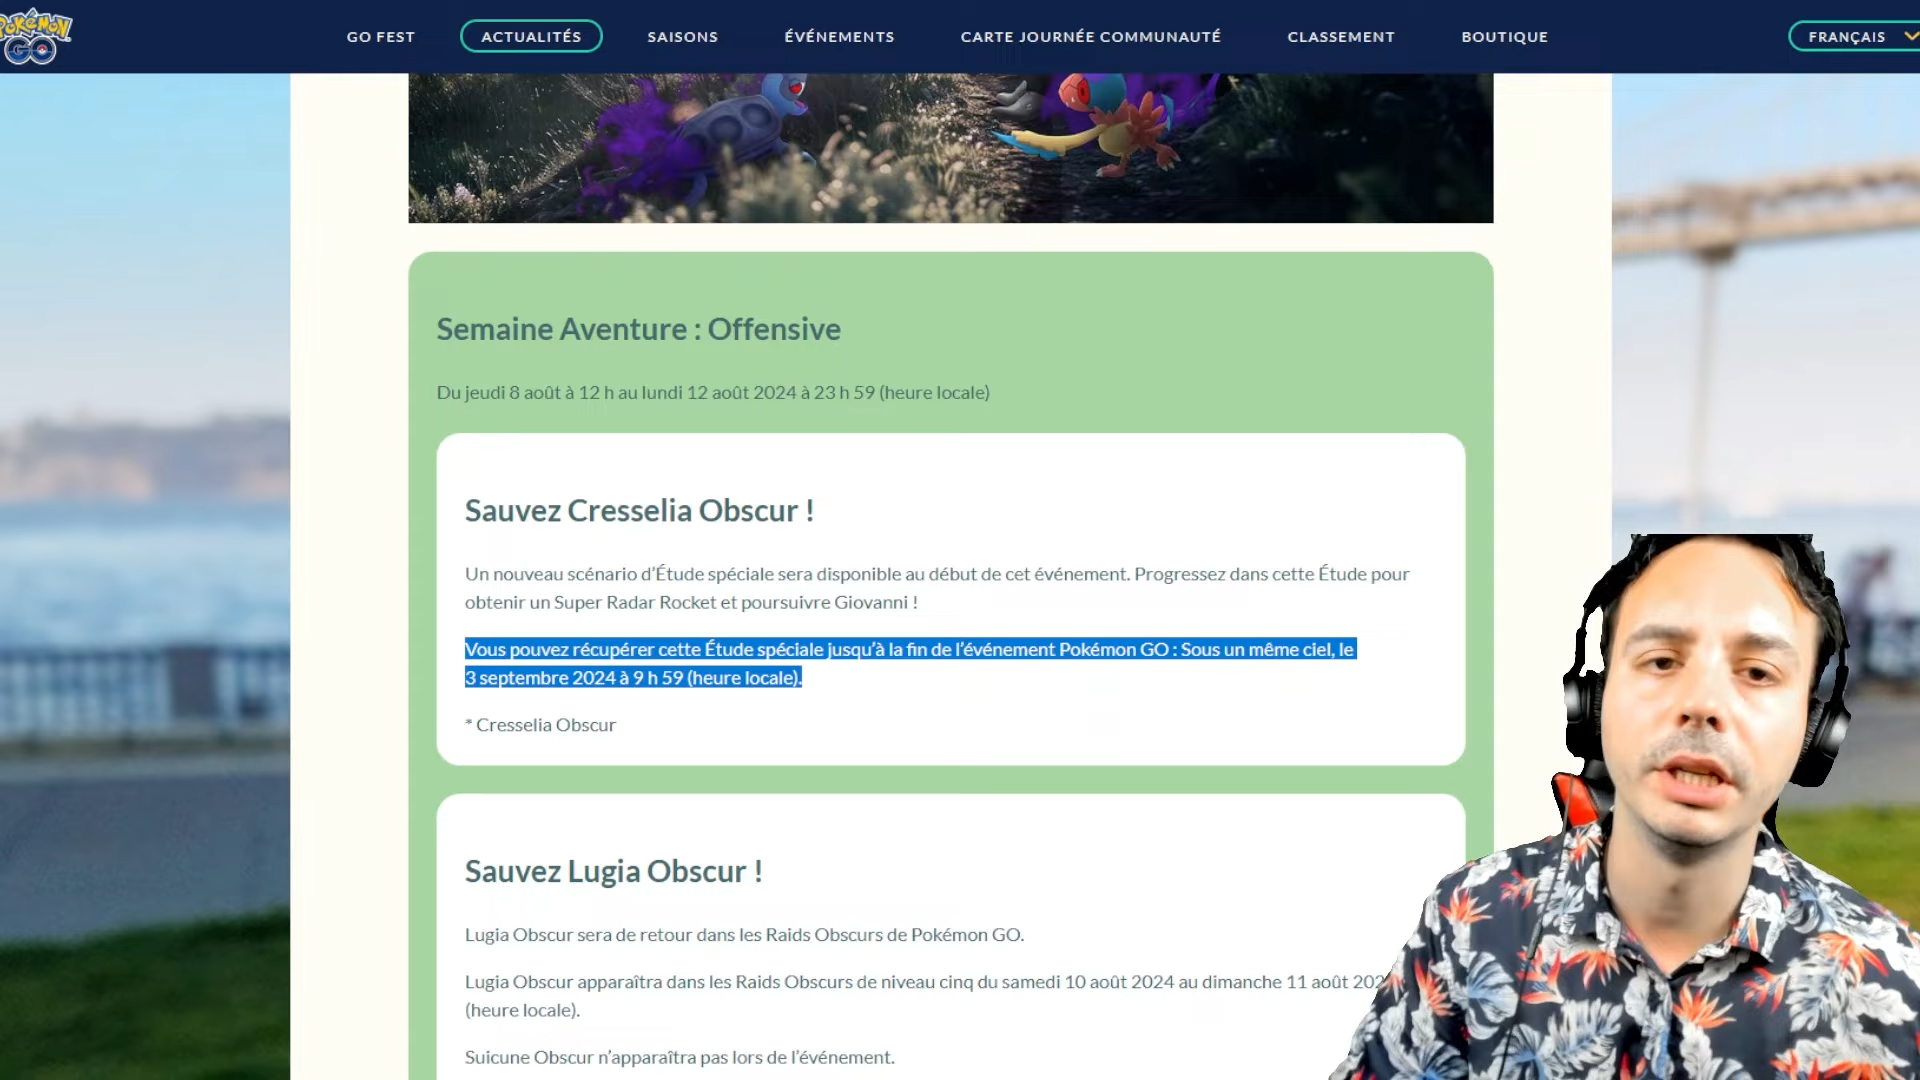 POKÉMON
GO
GO FEST
ACTUALITÉS
SAISONS
ÉVÉNEMENTS
CARTE JOURNÉE COMMUNAUTÉ
CLASSEMENT
BOUTIQUE
FRANÇAIS
Semaine Aventure : Offensive
Du jeudi 8 août à 12 h au lundi 12 août 2024 à 23 h 59 (heure locale)
Sauvez Cresselia Obscur !
Un nouveau scénario d'Étude spéciale sera disponible au début de cet événement. Progressez dans cette Étude pour
obtenir un Super Radar Rocket et poursuivre Giovanni !
Vous pouvez récupérer cette Étude spéciale jusqu'à la fin de l'événement Pokémon GO : Sous un même ciel, le
3 septembre 2024 à 9 h 59 (heure locale).
* Cresselia Obscur
Sauvez Lugia Obscur !
Lugia Obscur sera de retour dans les Raids Obscurs de Pokémon GO.
Lugia Obscur apparaîtra dans les Raids Obscurs de niveau cinq du samedi 10 août 2024 au dimanche 11 août
(heure locale).
Suicune Obscur n'apparaîtra pas lors de l'événement.